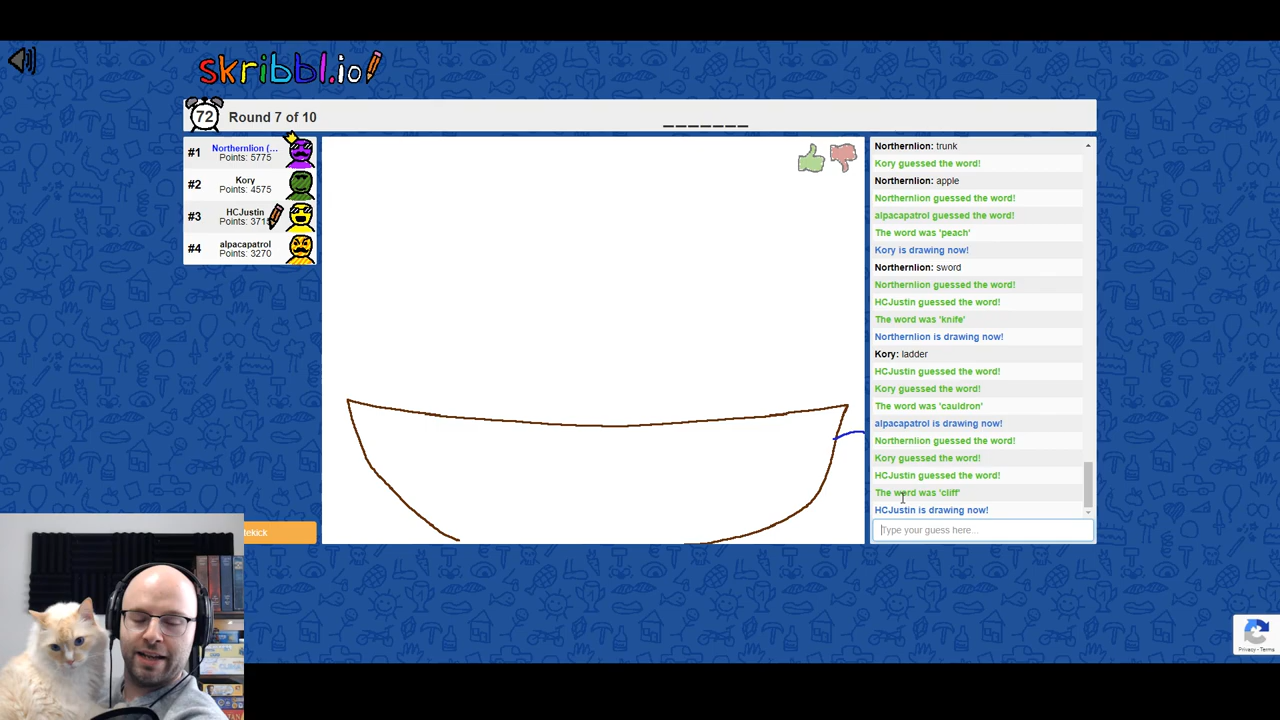 skribbl.io
72
Round 7 of 10
_______
#1
Northernlion (...
Points: 5775
#2
Kory
Points: 4575
#3
HCJustin
#4
alpacapatrol
Points: 3270
Northernlion: trunk
Kory guessed the word!
Northernlion: apple
Northernlion guessed the word!
alpacapatrol guessed the word!
The word was 'peach'
Kory is drawing now!
Northernlion: sword
Northernlion guessed the word!
HCJustin guessed the word!
The word was 'knife'
Northernlion is drawing now!
Kory: ladder
HCJustin guessed the word!
Kory guessed the word!
The word was 'cauldron'
alpacapatrol is drawing now!
Northernlion guessed the word!
Kory guessed the word!
HCJustin guessed the word!
The word was 'cliff'
HCJustin is drawing now!
Type your guess here...
Privacy - Terms